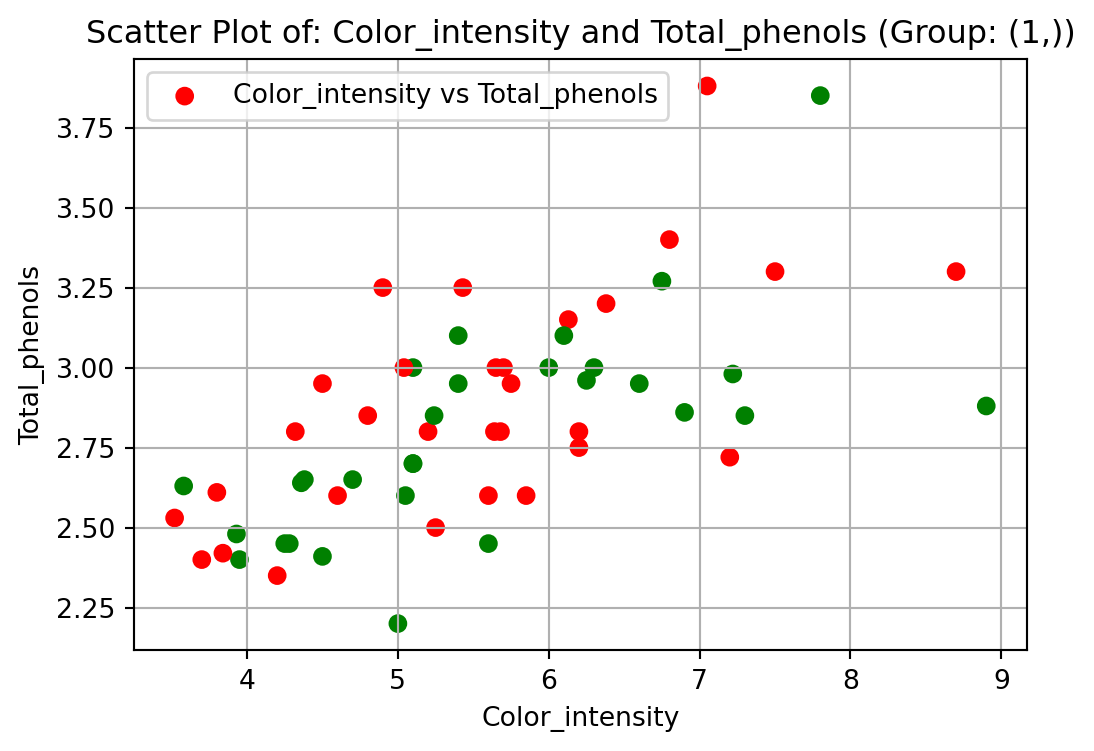 Scatter Plot of: Color_intensity and Total_phenols (Group: (1,))
Color_intensity vs Total_phenols
3.75
3.50
3.25
3.00
2.75
2.50
2.25
Total_phenols
4 5 6 7 8 9
Color_intensity